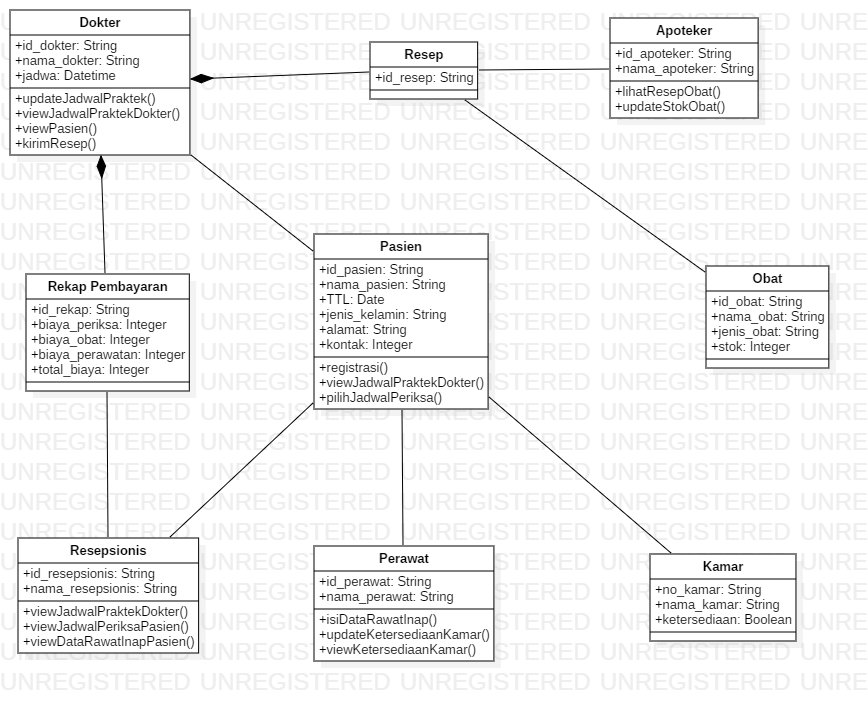 Dokter
+id_dokter: String
+nama_dokter: String
+jadwa: Datetime
+updateJadwalPraktek()
+viewJadwalPraktekDokter()
+viewPasien()
+kirimResep()
Resep
+id_resep: String
Apoteker
+id_apoteker: String
+nama_apoteker: String
+lihatResepObat()
+updateStokObat()
Pasien
+id_pasien: String
+nama_pasien: String
+TTL: Date
+jenis_kelamin: String
+alamat: String
+kontak: Integer
+registrasi()
+viewJadwalPraktekDokter()
+pilihJadwalPeriksa()
Rekap Pembayaran
+id_rekap: String
+biaya_periksa: Integer
+biaya_obat: Integer
+biaya_perawatan: Integer
+total_biaya: Integer
Obat
+id_obat: String
+nama_obat: String
+jenis_obat: String
+stok: Integer
Resepsionis
+id_resepsionis: String
+nama_resepsionis: String
+viewJadwalPraktekDokter()
+viewJadwalPeriksaPasien()
+viewDataRawatInapPasien()
Perawat
+id_perawat: String
+nama_perawat: String
+isiDataRawatInap()
+updateKetersediaanKamar()
+viewKetersediaanKamar()
Kamar
+no_kamar: String
+nama_kamar: String
+ketersediaan: Boolean
UNREGISTERED